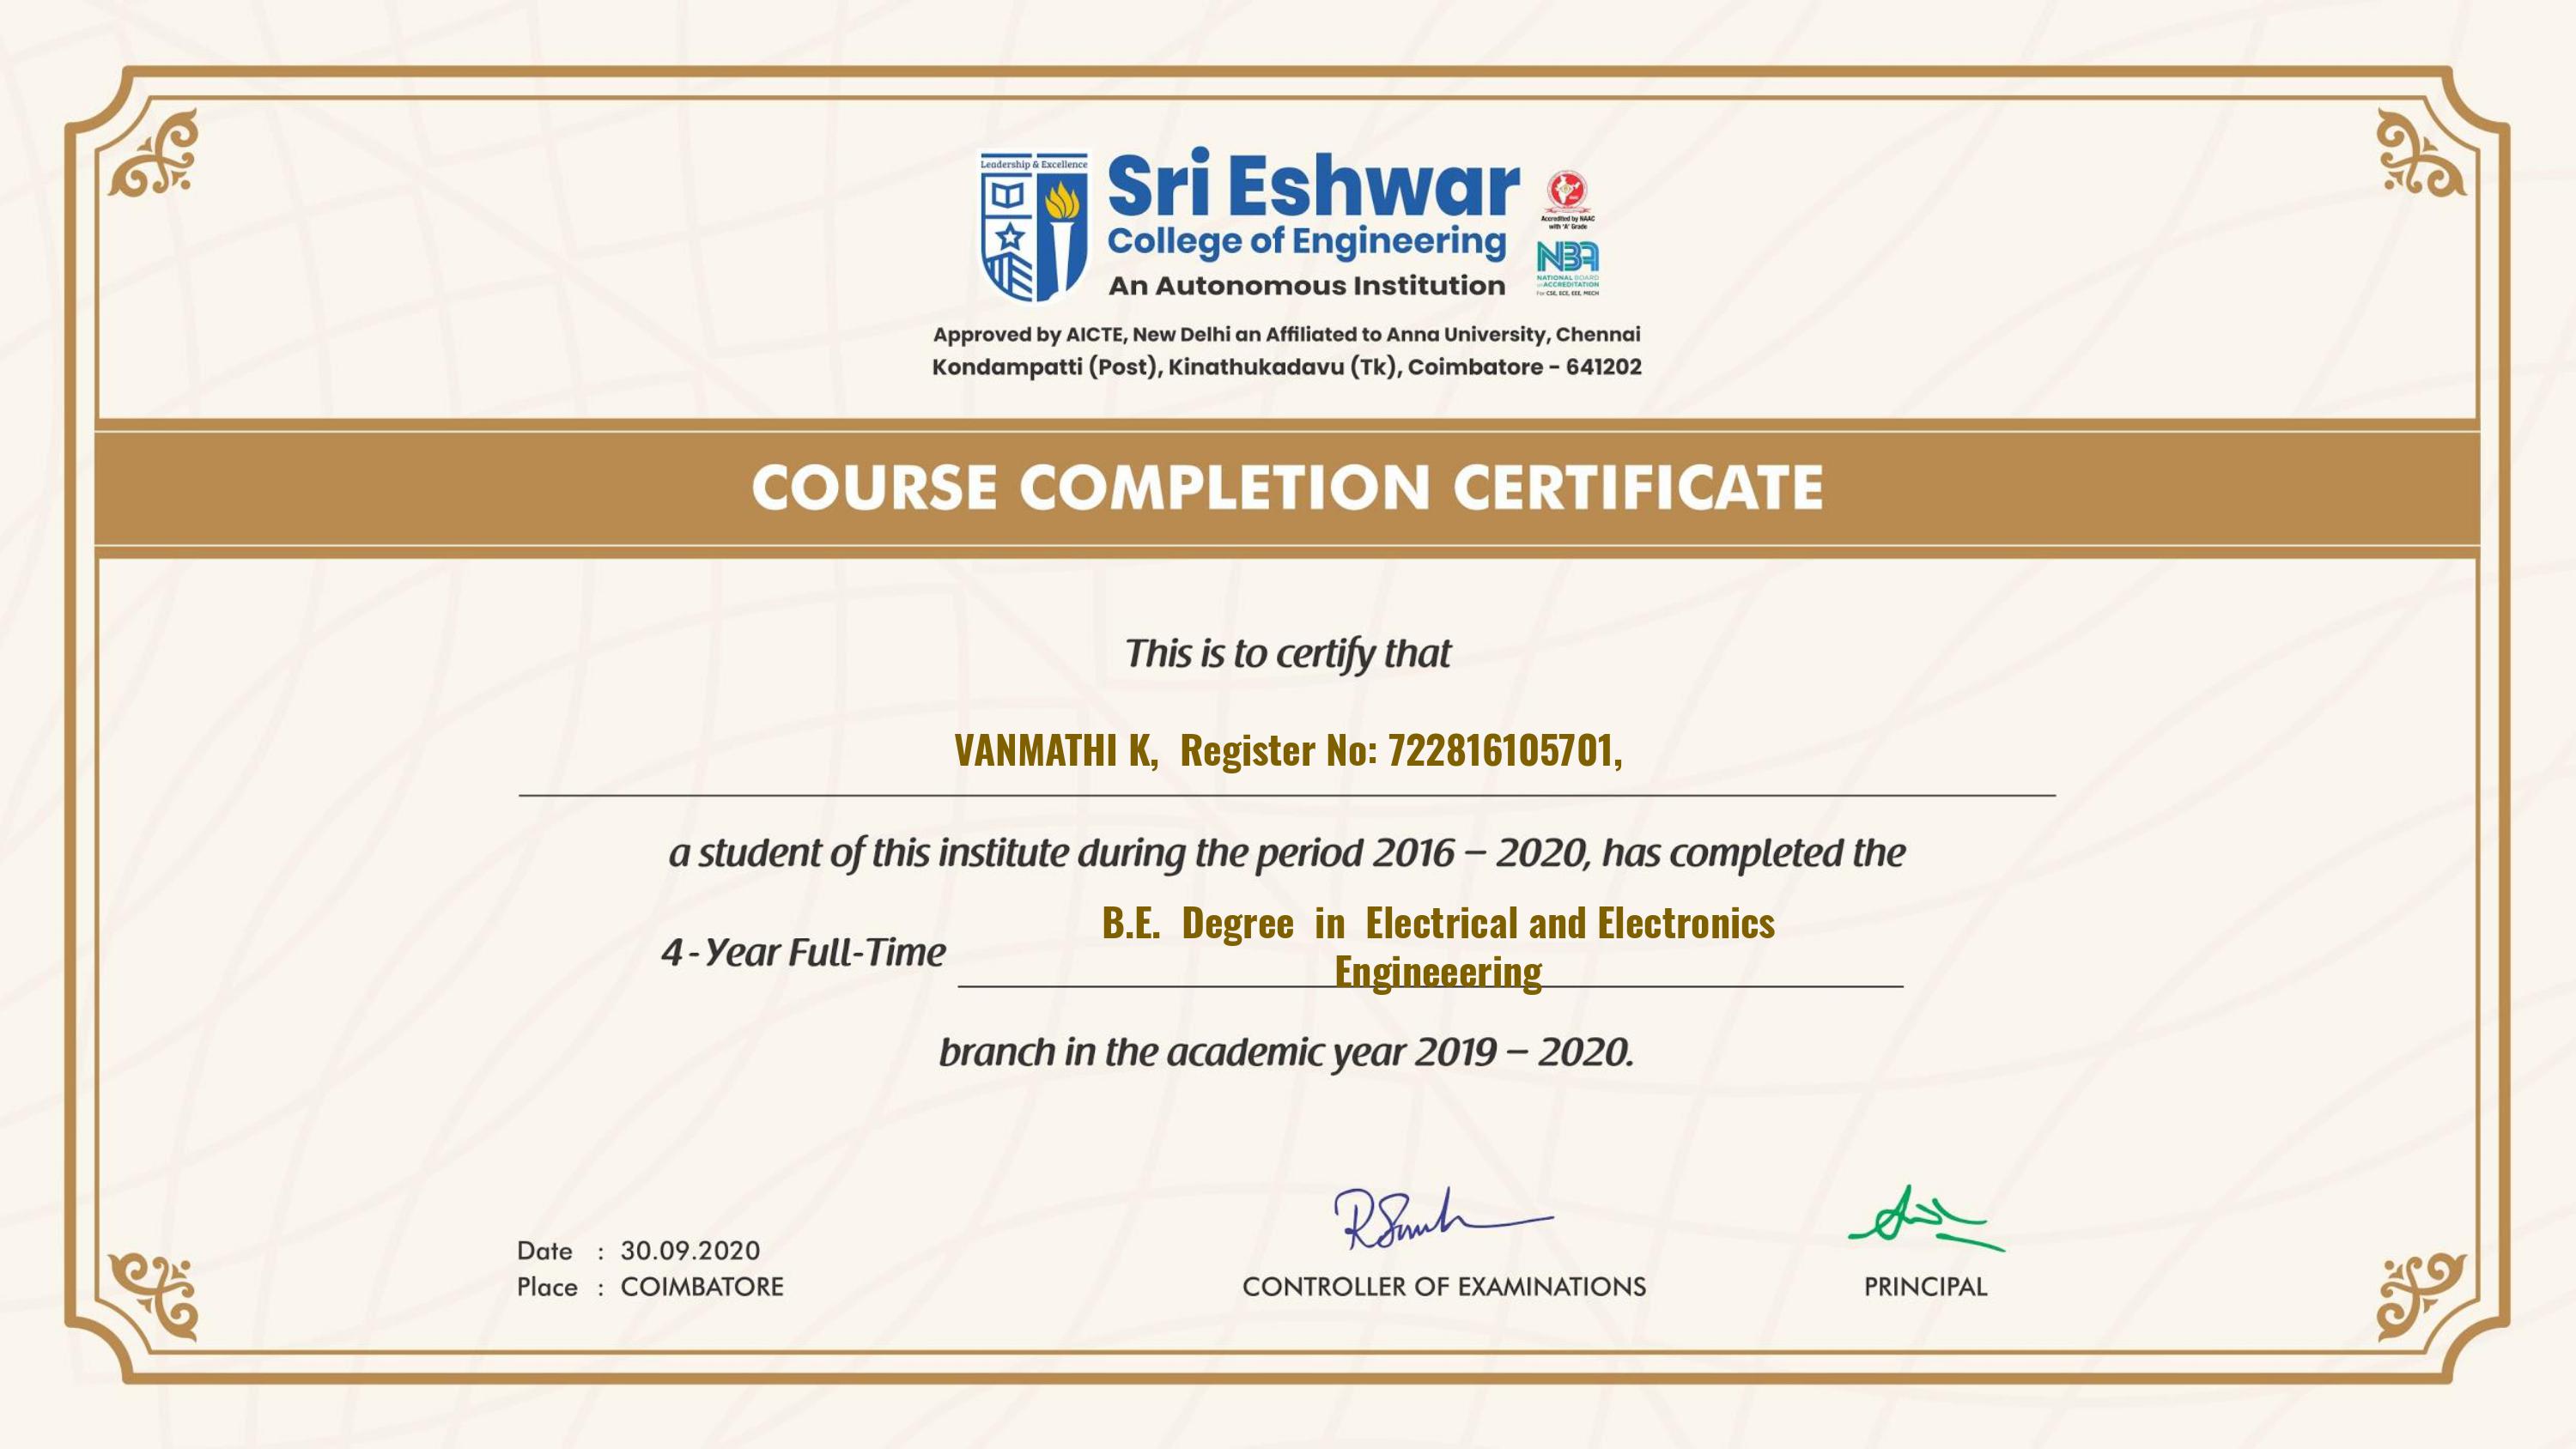 Leadership & Excellence
Sri Eshwar
College of Engineering
An Autonomous Institution
Accredited by NAAC
with 'A' Grade
NBA
NATIONAL BOARD
of ACCREDITATION
For CSE, ECE, EEE, MECH
Approved by AICTE, New Delhi an Affiliated to Anna University, Chennai
Kondampatti (Post), Kinathukadavu (Tk), Coimbatore - 641202
COURSE COMPLETION CERTIFICATE
This is to certify that
VANMATHI K, Register No: 722816105701,
a student of this institute during the period 2016 – 2020, has completed the
4-Year Full-Time B.E. Degree in Electrical and Electronics
Engineeering
branch in the academic year 2019 – 2020.
Date : 30.09.2020
Place : COIMBATORE
CONTROLLER OF EXAMINATIONS
PRINCIPAL